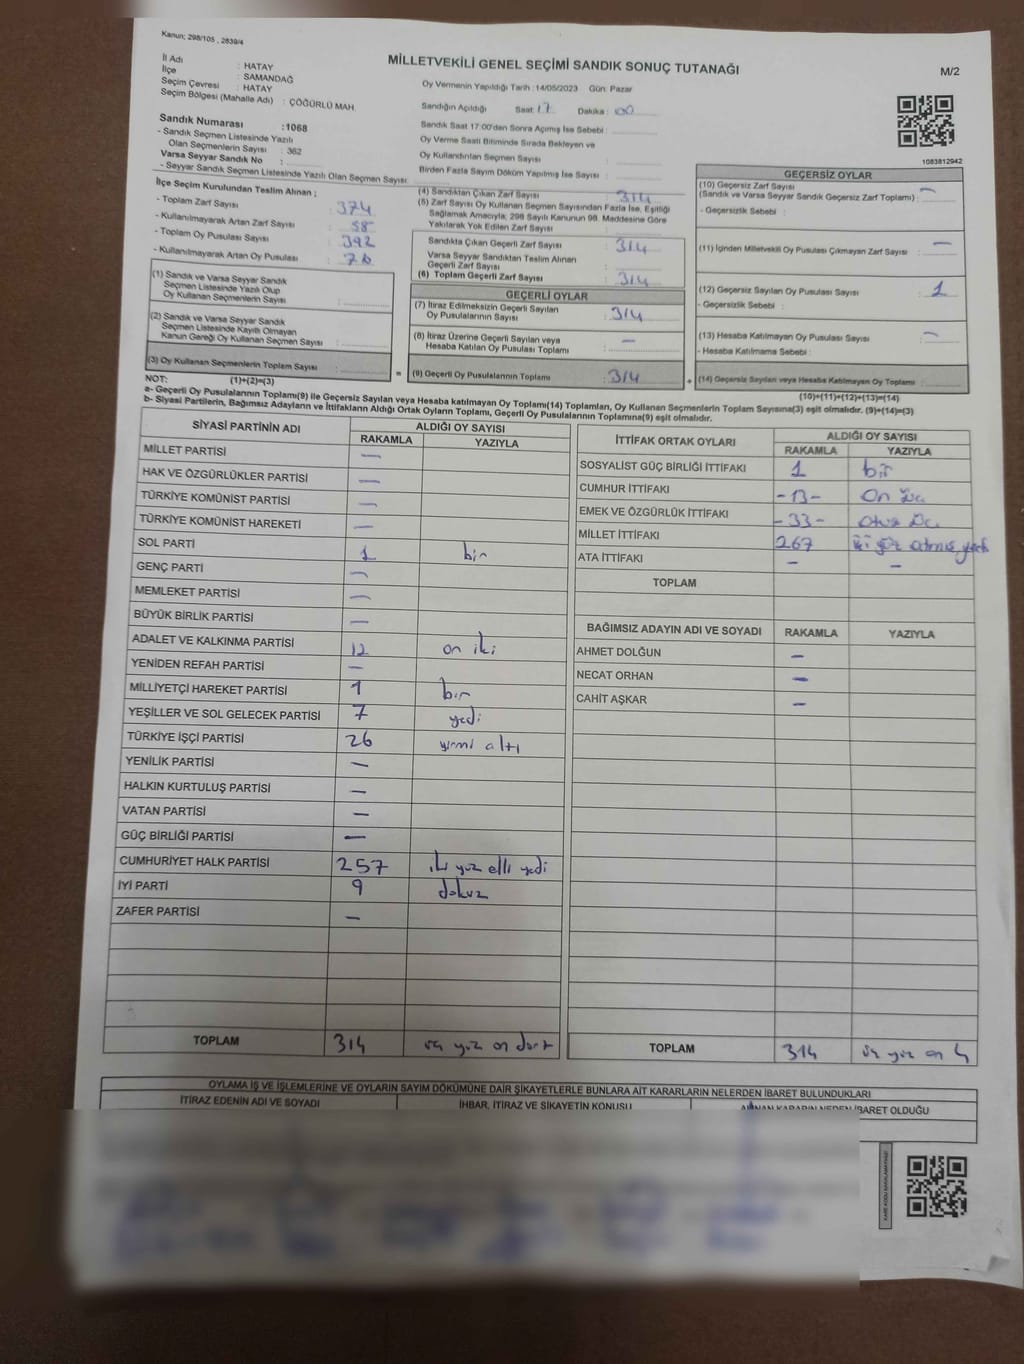 Kanun; 298/105 , 2839/4
İl Adı : HATAY
İlçe : SAMANDAĞ
Seçim Çevresi : HATAY
Seçim Bölgesi (Mahalle Adı) : ÇÖĞÜRLÜ MAH.
MİLLETVEKİLİ GENEL SEÇİMİ SANDIK SONUÇ TUTANAĞI
M/2
Oy Vermenin Yapıldığı Tarih :14/05/2023 Gün: Pazar
Sandığın Açıldığı Saat: 17 Dakika : 00
Sandık Saat 17:00'den Sonra Açımış İse Sebebi :
Oy Verme Saati Bitiminde Sırada Bekleyen ve
Oy Kullandırılan Seçmen Sayısı :
Birden Fazla Sayım Döküm Yapılmış İse Sayısı :
1083812942
Sandık Numarası :1068
- Sandık Seçmen Listesinde Yazılı
Olan Seçmenlerin Sayısı : 362
Varsa Seyyar Sandık No :
- Seyyar Sandık Seçmen Listesinde Yazılı Olan Seçmen Sayısı:
İlçe Seçim Kurulundan Teslim Alınan ;
- Toplam Zarf Sayısı : 374
- Kullanılmayarak Artan Zarf Sayısı : 58
- Toplam Oy Pusulası Sayısı : 392
- Kullanılmayarak Artan Oy Pusulası : 76
(1) Sandık ve Varsa Seyyar Sandık
Seçmen Listesinde Yazılı Olup
Oy Kullanan Seçmenlerin Sayısı :
(2) Sandık ve Varsa Seyyar Sandık
Seçmen Listesinde Kayıtlı Olmayan
Kanun Gereği Oy Kullanan Seçmen Sayısı :
(3) Oy Kullanan Seçmenlerin Toplam Sayısı :
(4) Sandıktan Çıkan Zarf Sayısı : 314
(5) Zarf Sayısı Oy Kullanan Seçmen Sayısından Fazla İse, Eşitliği
Sağlamak Amacıyla, 298 Sayılı Kanunun 98. Maddesine Göre
Yakılarak Yok Edilen Zarf Sayısı :
Sandıkta Çıkan Geçerli Zarf Sayısı : 314
Varsa Seyyar Sandıktan Teslim Alınan
Geçerli Zarf Sayısı :
(6) Toplam Geçerli Zarf Sayısı : 314
GEÇERLİ OYLAR
(7) İtiraz Edilmeksizin Geçerli Sayılan
Oy Pusulalarının Sayısı : 314
(8) İtiraz Üzerine Geçerli Sayılan veya
Hesaba Katılan Oy Pusulası Toplamı : —
= (9) Geçerli Oy Pusulalarının Toplamı : 314
GEÇERSİZ OYLAR
(10) Geçersiz Zarf Sayısı
(Sandık ve Varsa Seyyar Sandık Geçersiz Zarf Toplamı) : —
- Geçersizlik Sebebi :
(11) İçinden Milletvekili Oy Pusulası Çıkmayan Zarf Sayısı : —
(12) Geçersiz Sayılan Oy Pusulası Sayısı : 1
- Geçersizlik Sebebi :
(13) Hesaba Katılmayan Oy Pusulası Sayısı : —
- Hesaba Katılmama Sebebi :
+ (14) Geçersiz Sayılan veya Hesaba Katılmayan Oy Toplamı :
NOT: (1)+(2)=(3)
(10)+(11)+(12)+(13)=(14)
a- Geçerli Oy Pusulaların Toplamı(9) ile Geçersiz Sayılan veya Hesaba katılmayan Oy Toplamı(14) Toplamları, Oy Kullanan Seçmenlerin Toplam Sayısına(3) eşit olmalıdır. (9)+(14)=(3)
b- Siyasi Partilerin, Bağımsız Adayların ve İttifakların Aldığı Ortak Oyların Toplamı, Geçerli Oy Pusulalarının Toplamına(9) eşit olmalıdır.
SİYASİ PARTİNİN ADI ALDIĞI OY SAYISI
RAKAMLA YAZIYLA
MİLLET PARTİSİ —
HAK VE ÖZGÜRLÜKLER PARTİSİ —
TÜRKİYE KOMÜNİST PARTİSİ —
TÜRKİYE KOMÜNİST HAREKETİ —
SOL PARTİ 1 bir
GENÇ PARTİ —
MEMLEKET PARTİSİ —
BÜYÜK BİRLİK PARTİSİ —
ADALET VE KALKINMA PARTİSİ 12 on iki
YENİDEN REFAH PARTİSİ —
MİLLİYETÇİ HAREKET PARTİSİ 1 bir
YEŞİLLER VE SOL GELECEK PARTİSİ 7 yedi
TÜRKİYE İŞÇİ PARTİSİ 26 yirmi altı
YENİLİK PARTİSİ —
HALKIN KURTULUŞ PARTİSİ —
VATAN PARTİSİ —
GÜÇ BİRLİĞİ PARTİSİ —
CUMHURİYET HALK PARTİSİ 257 iki yüz elli yedi
İYİ PARTİ 9 dokuz
ZAFER PARTİSİ —
TOPLAM 314 üç yüz on dört
İTTİFAK ORTAK OYLARI ALDIĞI OY SAYISI
RAKAMLA YAZIYLA
SOSYALİST GÜÇ BİRLİĞİ İTTİFAKI 1 bir
CUMHUR İTTİFAKI -13- On üç
EMEK VE ÖZGÜRLÜK İTTİFAKI -33- otuz üç
MİLLET İTTİFAKI 267 iki yüz atmış yedi
ATA İTTİFAKI — —
TOPLAM
BAĞIMSIZ ADAYIN ADI VE SOYADI RAKAMLA YAZIYLA
AHMET DOLĞUN —
NECAT ORHAN —
CAHİT AŞKAR —
TOPLAM 314 üç yüz on 4
OYLAMA İŞ VE İŞLEMLERİNE VE OYLARIN SAYIM DÖKÜMÜNE DAİR ŞİKAYETLERLE BUNLARA AİT KARARLARIN NELERDEN İBARET BULUNDUKLARI
İTİRAZ EDENİN ADI VE SOYADI İHBAR, İTİRAZ VE ŞİKAYETİN KONUSU ALINAN KARARIN NEDEN İBARET OLDUĞU